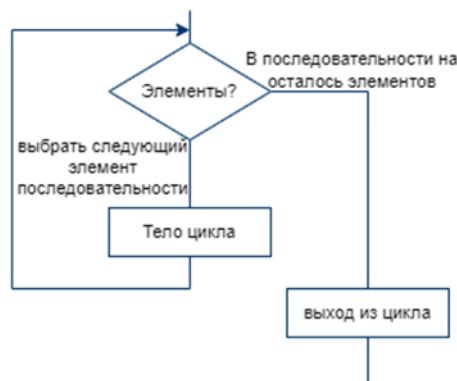 В последовательности на
осталось элементов
Элементы?
выбрать следующий
элемент
последовательности
Тело цикла
выход из цикла